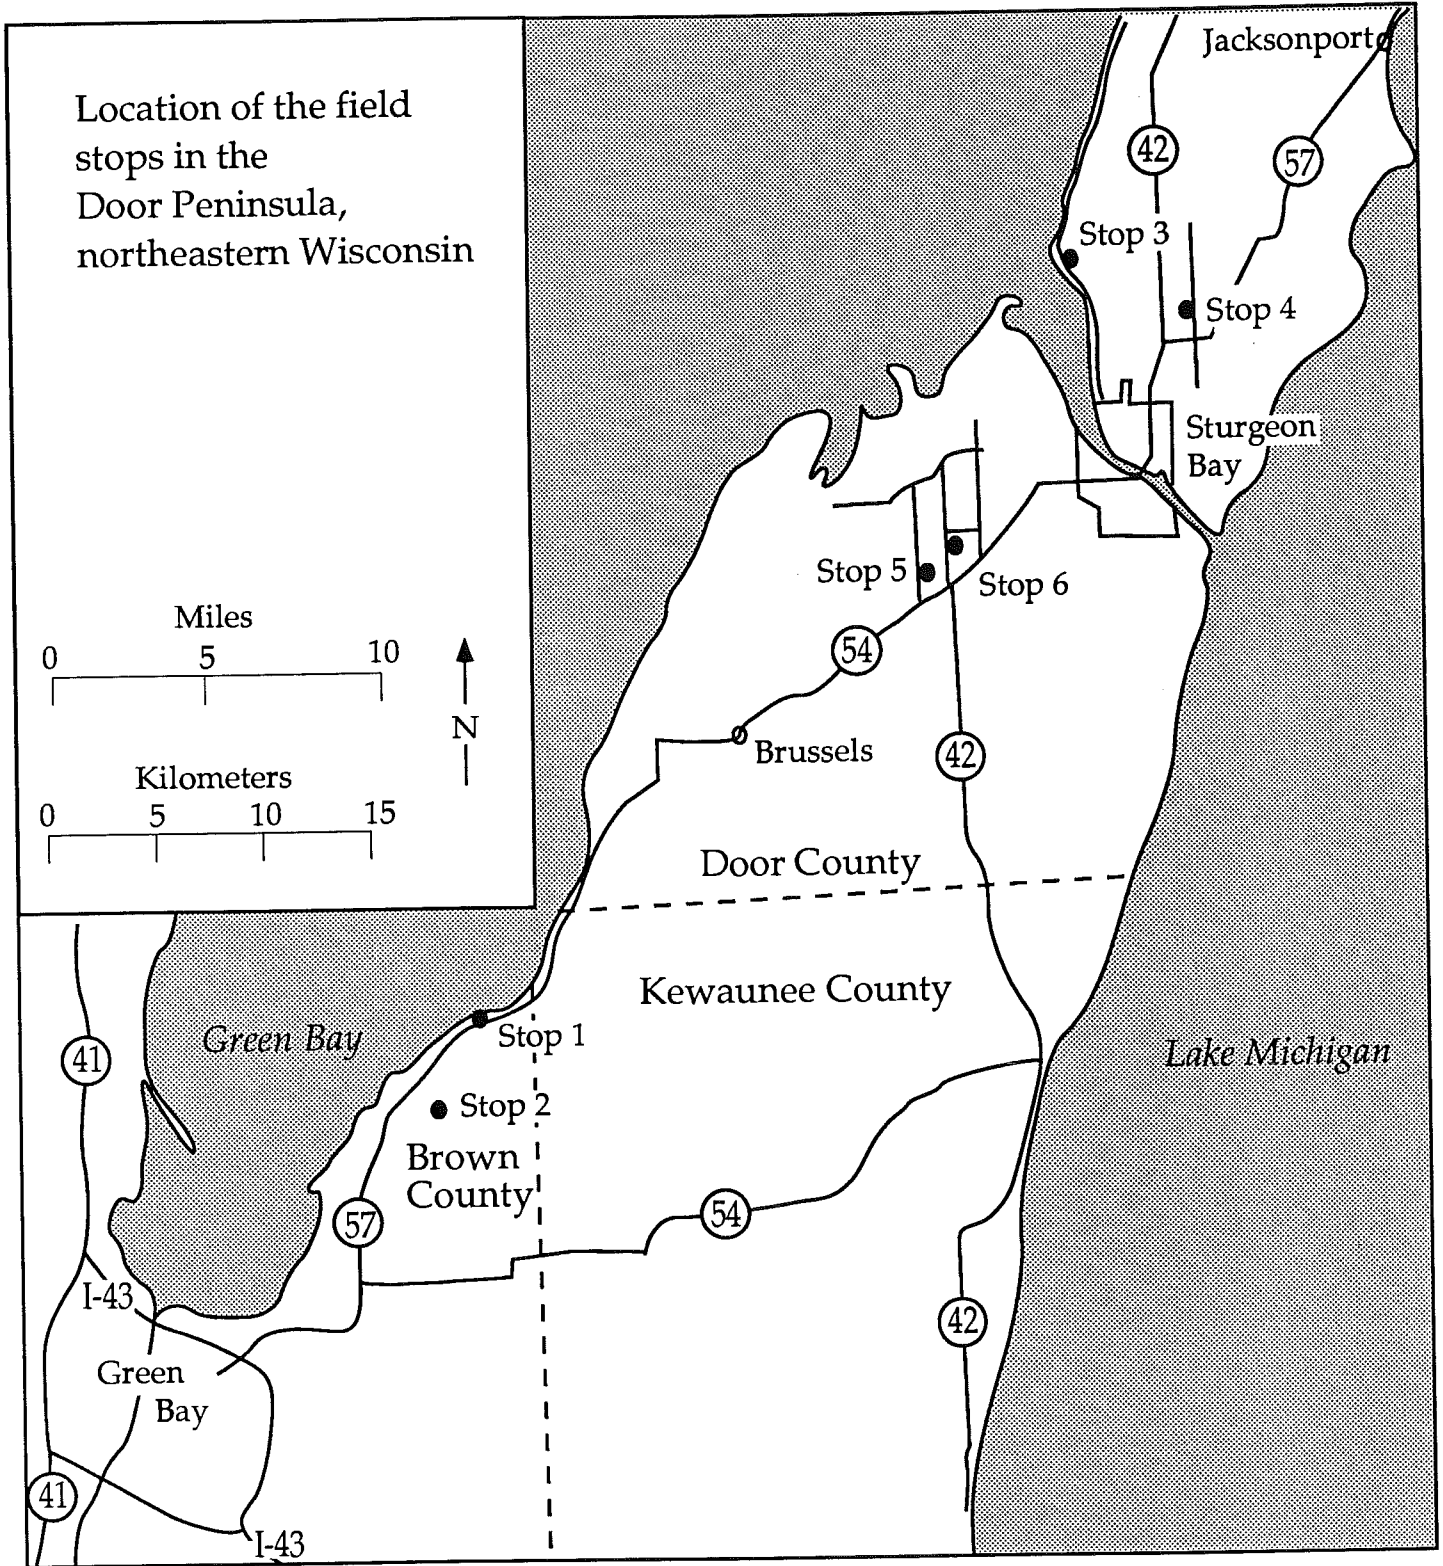 Location of the field
stops in the
Door Peninsula,
northeastern Wisconsin
Jacksonport
42
57
Stop 3
Stop 4
Sturgeon
Bay
Stop 5
Stop 6
Miles
0 5 10
54
N
Brussels
42
Kilometers
0 5 10 15
Door County
Kewaunee County
Green Bay
Stop 1
41
Lake Michigan
Stop 2
Brown
County
57
54
I-43
42
Green
Bay
41
I-43